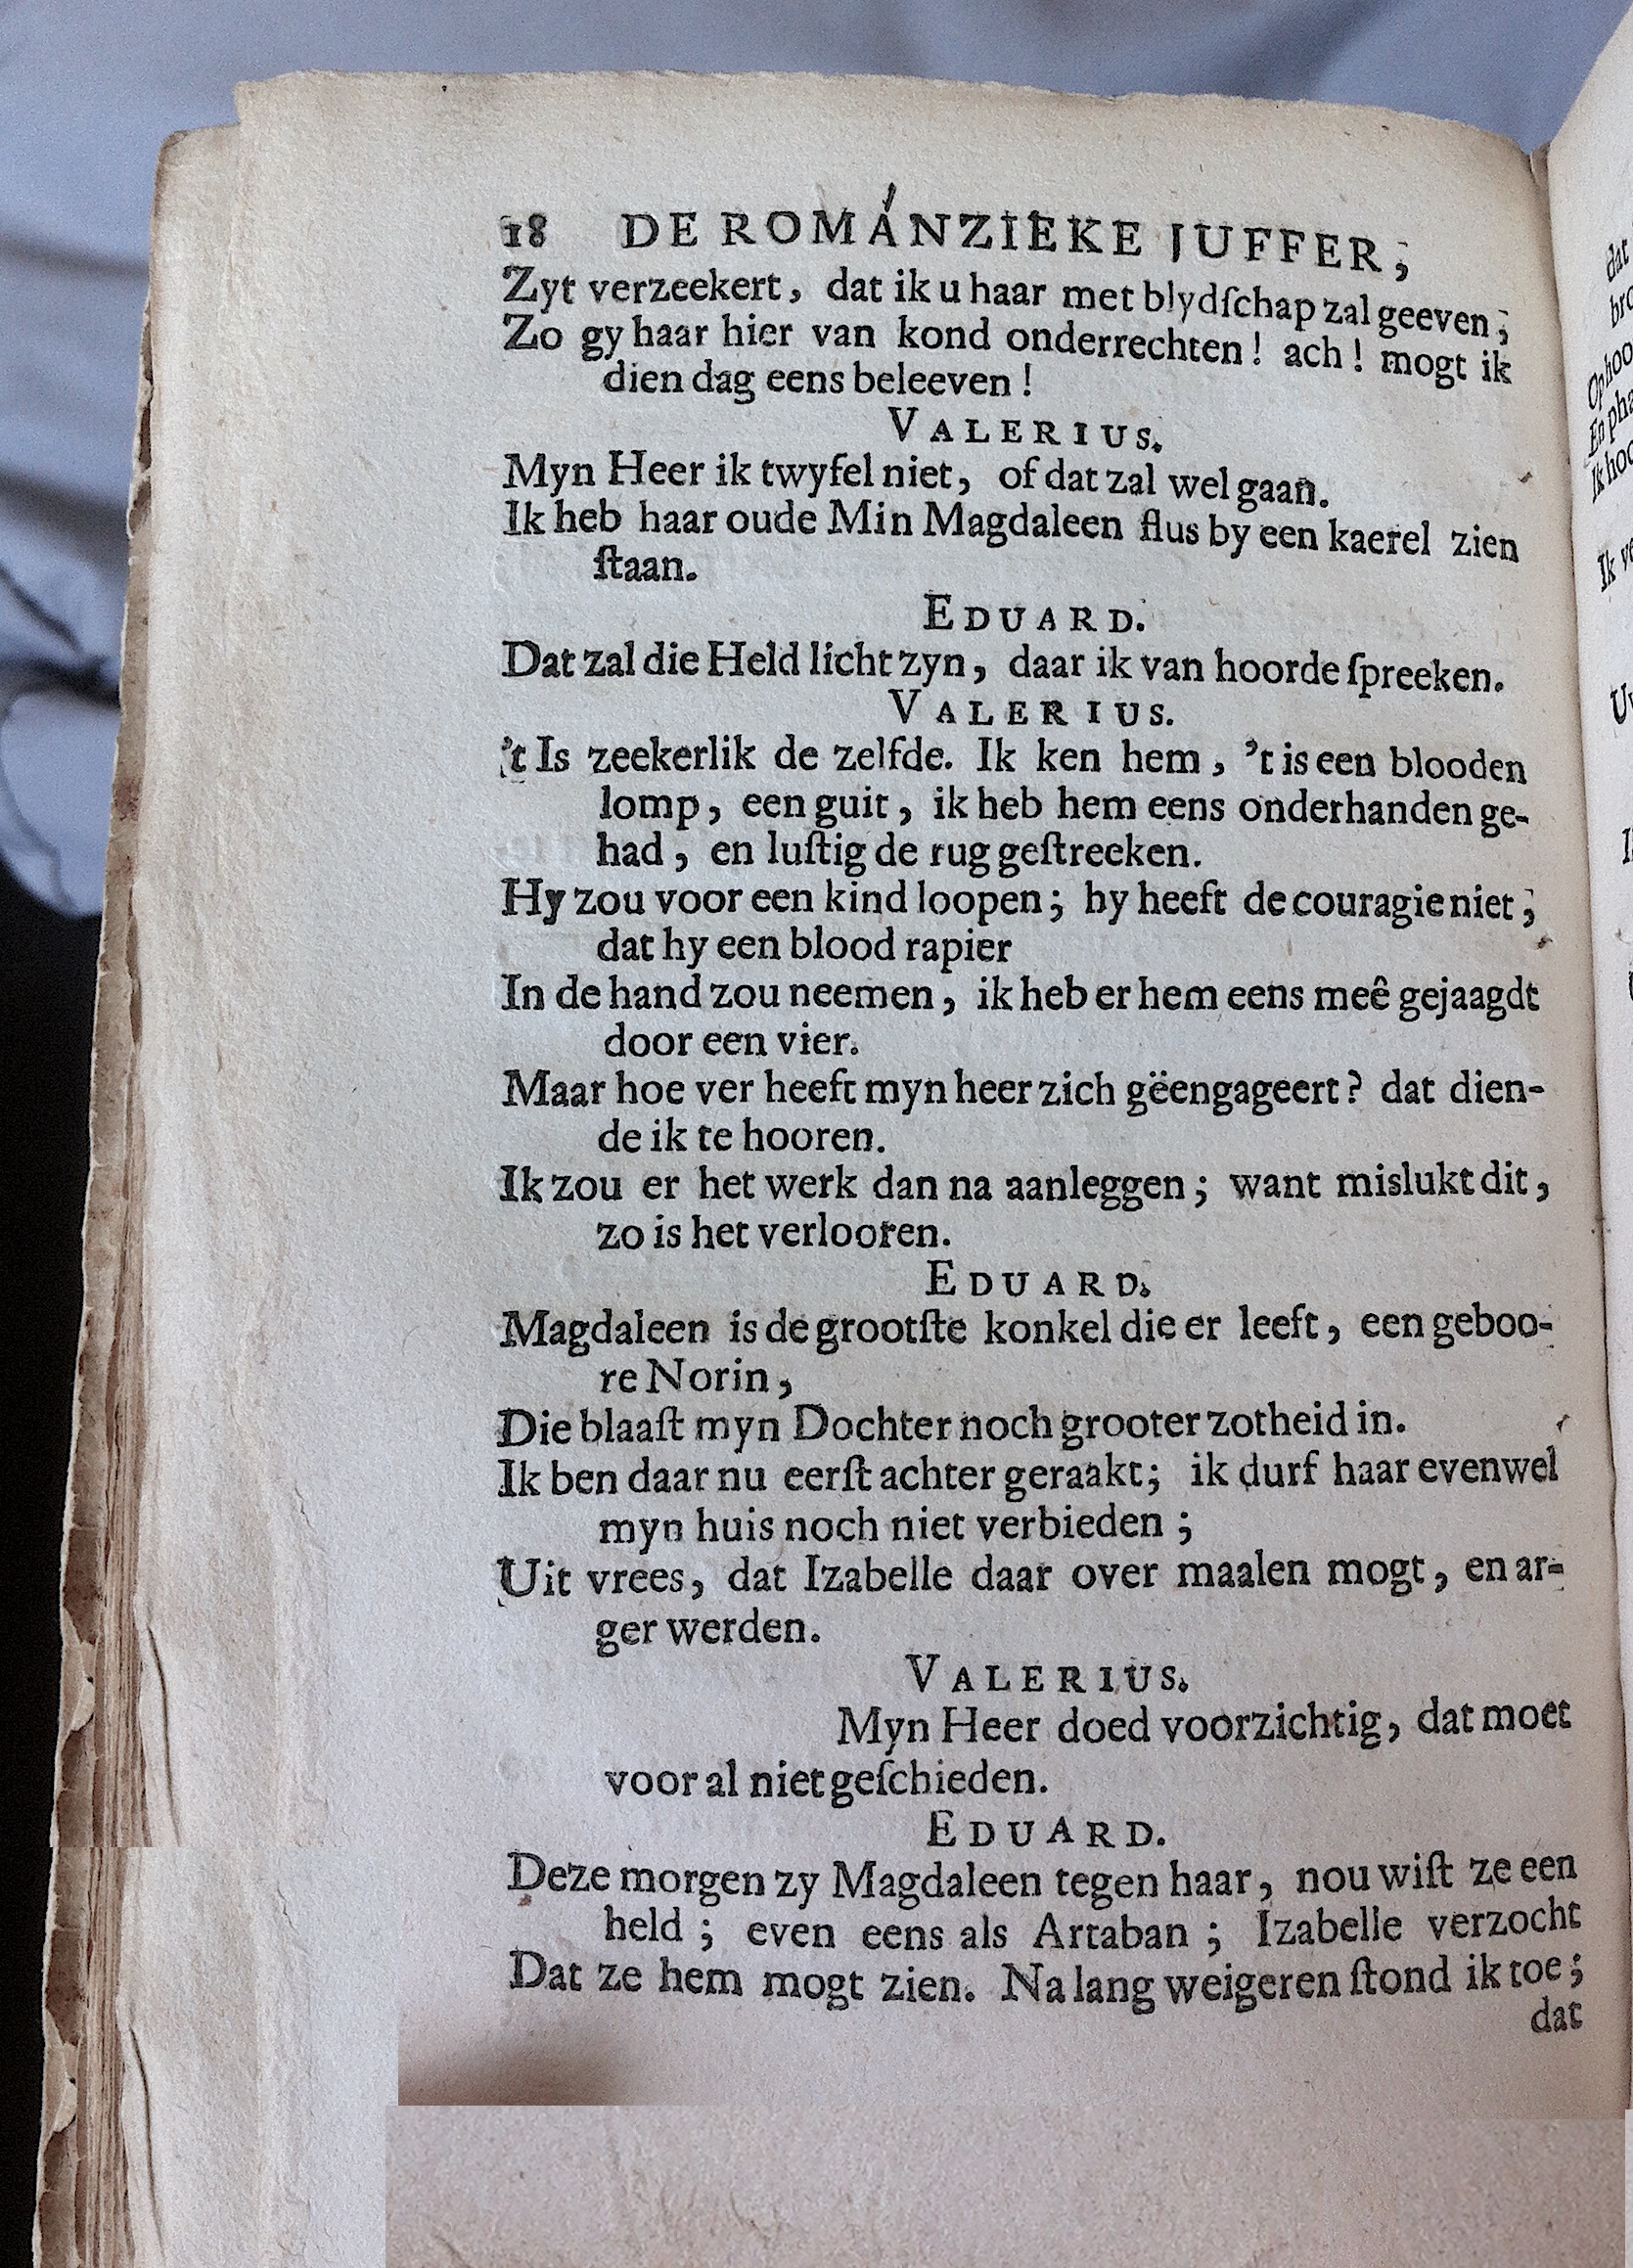 18 DE ROMANZIEKE JUFFER,
Zyt verzeekert, dat ik u haar met blydſchap zal geeven,
Zo gy haar hier van kond onderrechten! ach! mogt ik
dien dag eens beleeven!
VALERIUS.
Myn Heer ik twyfel niet, of dat zal wel gaan.
Ik heb haar oude Min Magdaleen flus by een kaerel zien
ſtaan.
EDUARD.
Dat zal die Held licht zyn, daar ik van hoorde ſpreeken.
VALERIUS.
't Is zeekerlik de zelfde. Ik ken hem, 't is een blooden
lomp, een guit, ik heb hem eens onderhanden ge-
had, en luſtig de rug geſtreeken.
Hy zou voor een kind loopen; hy heeft de couragie niet,
dat hy een blood rapier
In de hand zou neemen, ik heb er hem eens meê gejaagdt
door een vier.
Maar hoe ver heeft myn heer zich gëengageert? dat dien-
de ik te hooren.
Ik zou er het werk dan na aanleggen; want mislukt dit,
zo is het verlooren.
EDUARD.
Magdaleen is de grootſte konkel die er leeft, een geboo-
re Norin,
Die blaaſt myn Dochter noch grooter zotheid in.
Ik ben daar nu eerſt achter geraakt; ik durf haar evenwel
myn huis noch niet verbieden;
Uit vrees, dat Izabelle daar over maalen mogt, en ar-
ger werden.
VALERIUS.
Myn Heer doed voorzichtig, dat moet
voor al niet geſchieden.
EDUARD.
Deze morgen zy Magdaleen tegen haar, nou wiſt ze een
held; even eens als Artaban; Izabelle verzocht
Dat ze hem mogt zien. Na lang weigeren ſtond ik toe;
dat